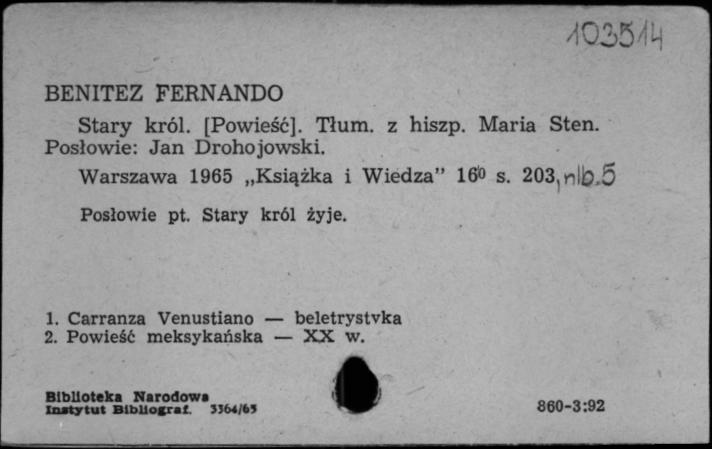 103514
BENITEZ FERNANDO
Stary król. [Powieść]. Tłum. z hiszp. Maria Sten.
Posłowie: Jan Drohojowski.
Warszawa 1965 „Książka i Wiedza” 16⁰ s. 203, nlb. 5
Posłowie pt. Stary król żyje.
1. Carranza Venustiano — beletrystyka
2. Powieść meksykańska — XX w.
Biblioteka Narodowa
Instytut Bibliograf. 3364/65
860-3:92